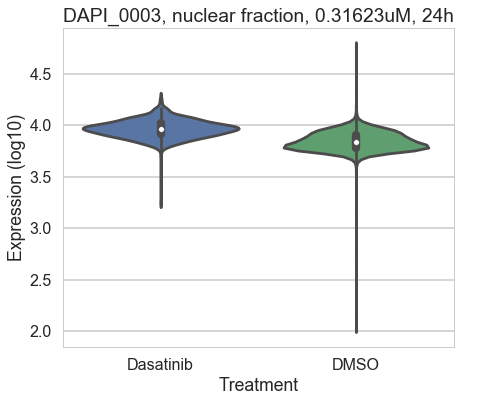 DAPI_0003, nuclear fraction, 0.31623uM, 24h
Expression (log10)
4.5
4.0
3.5
3.0
2.5
2.0
Dasatinib DMSO
Treatment